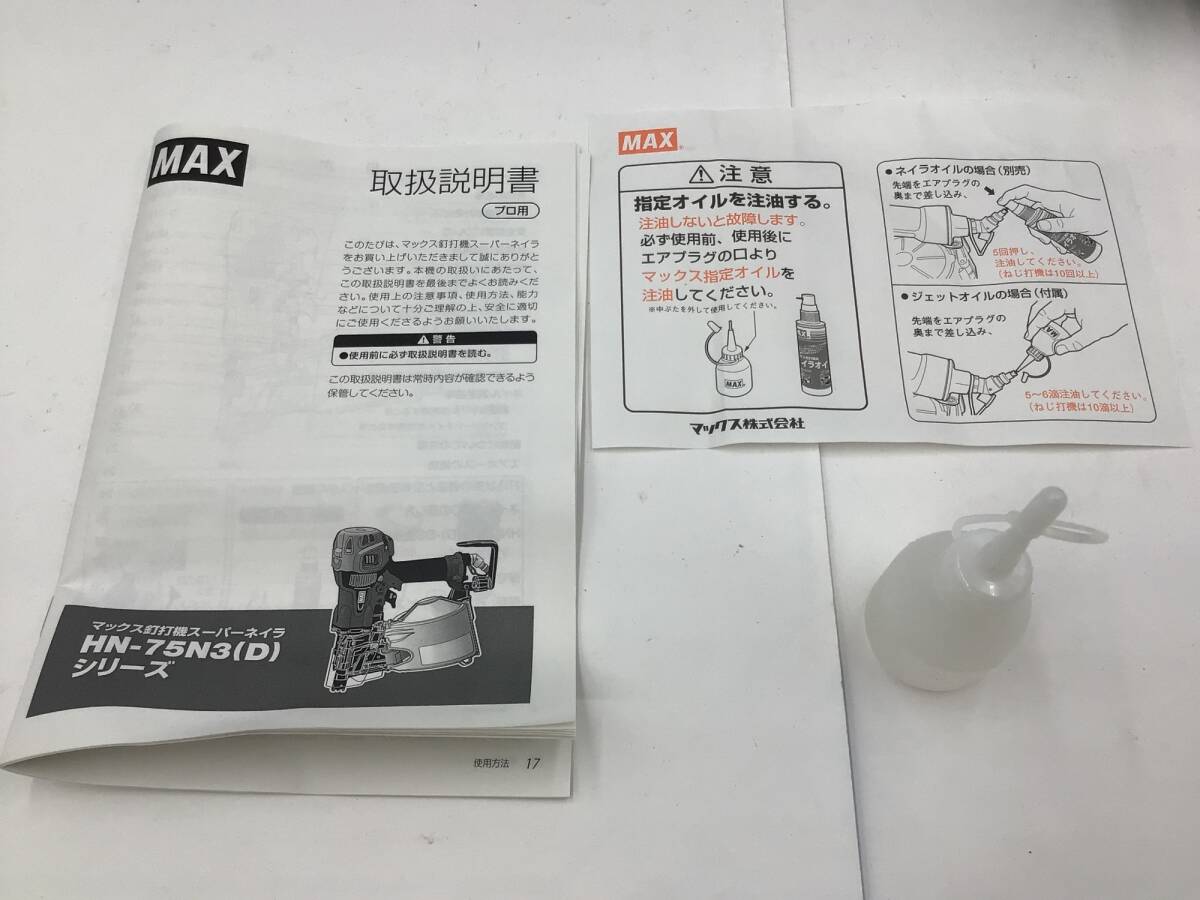 MAX
取扱説明書
プロ用
このたびは、マックス釘打機スーパーネイラ
をお買い上げいただきまして誠にありがと
うございます。本機の取扱いにあたって、
この取扱説明書を最後までよくお読みくだ
さい。使用上の注意事項、使用方法、能力
などについて十分ご理解の上、安全に適切
にご使用くださるようお願いいたします。
警告
●使用前に必ず取扱説明書を読む。
この取扱説明書は常時内容が確認できるよう
保管してください。
マックス釘打機スーパーネイラ
HN-75N3(D)
シリーズ
使用方法 17
MAX
注意
指定オイルを注油する。
注油しないと故障します。
必ず使用前、使用後に
エアプラグの口より
マックス指定オイルを
注油してください。
※中ぶたを外して使用してください。
MAX
マックス株式会社
●ネイラオイルの場合(別売)
先端をエアプラグの
奥まで差し込み、
5回押し、
注油してください。
(ねじ打機は10回以上)
●ジェットオイルの場合(付属)
先端をエアプラグの
奥まで差し込み、
MAX
5〜6滴注油してください。
(ねじ打機は10滴以上)